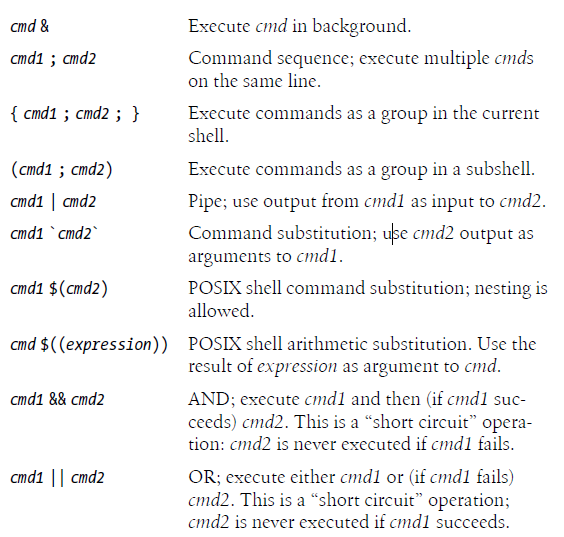 cmd & Execute cmd in background.
cmd1 ; cmd2 Command sequence; execute multiple cmds
on the same line.
{ cmd1 ; cmd2 ; } Execute commands as a group in the current
shell.
(cmd1 ; cmd2) Execute commands as a group in a subshell.
cmd1 | cmd2 Pipe; use output from cmd1 as input to cmd2.
cmd1 `cmd2` Command substitution; use cmd2 output as
arguments to cmd1.
cmd1 $(cmd2) POSIX shell command substitution; nesting is
allowed.
cmd $((expression)) POSIX shell arithmetic substitution. Use the
result of expression as argument to cmd.
cmd1 && cmd2 AND; execute cmd1 and then (if cmd1 suc-
ceeds) cmd2. This is a “short circuit” opera-
tion: cmd2 is never executed if cmd1 fails.
cmd1 || cmd2 OR; execute either cmd1 or (if cmd1 fails)
cmd2. This is a “short circuit” operation;
cmd2 is never executed if cmd1 succeeds.